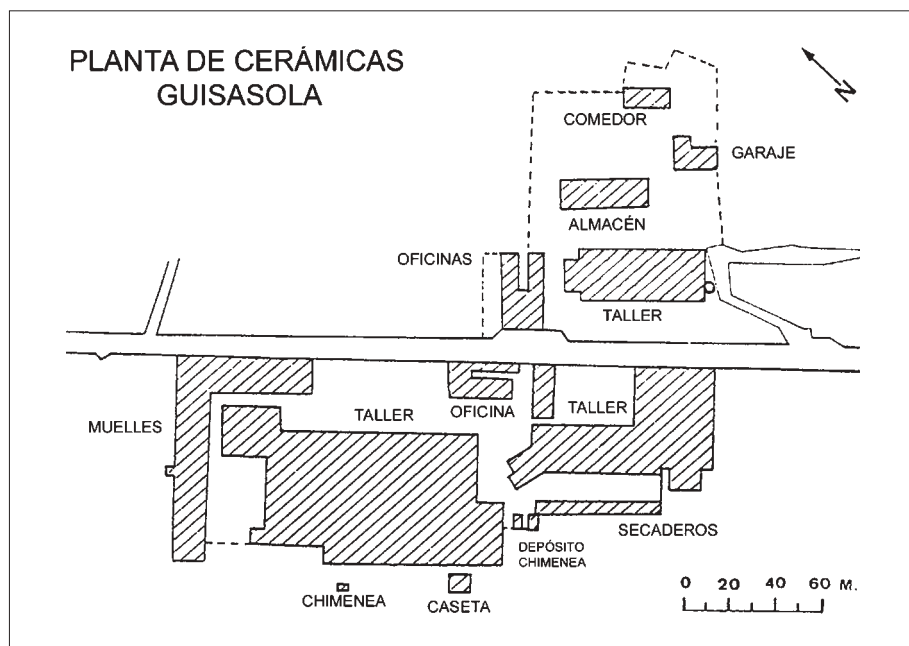 PLANTA DE CERÁMICAS
GUISASOLA
N
COMEDOR
GARAJE
ALMACÉN
OFICINAS
TALLER
MUELLES
TALLER
OFICINA
TALLER
SECADEROS
DEPÓSITO
CHIMENEA
CHIMENEA
CASETA
0 20 40 60 M.